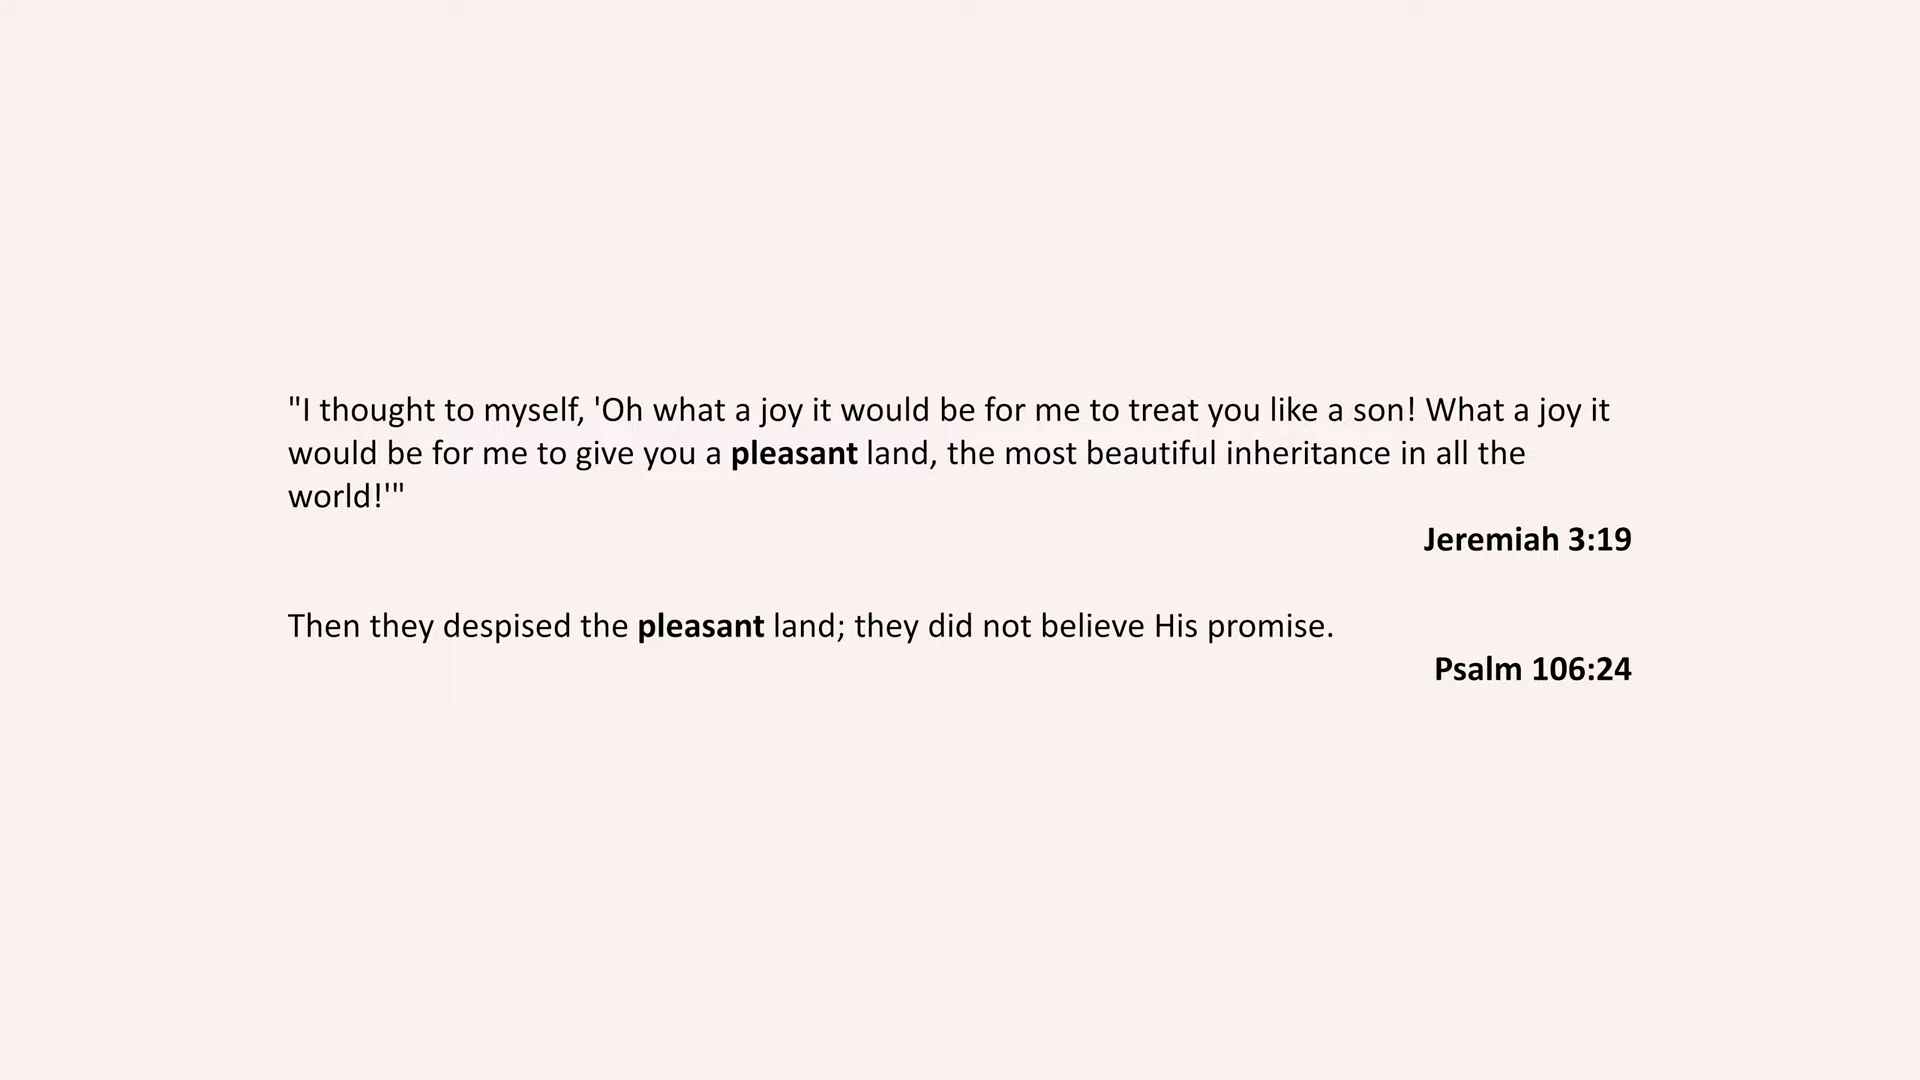 "I thought to myself, 'Oh what a joy it would be for me to treat you like a son! What a joy it
would be for me to give you a pleasant land, the most beautiful inheritance in all the
world!'"
Jeremiah 3:19
Then they despised the pleasant land; they did not believe His promise.
Psalm 106:24